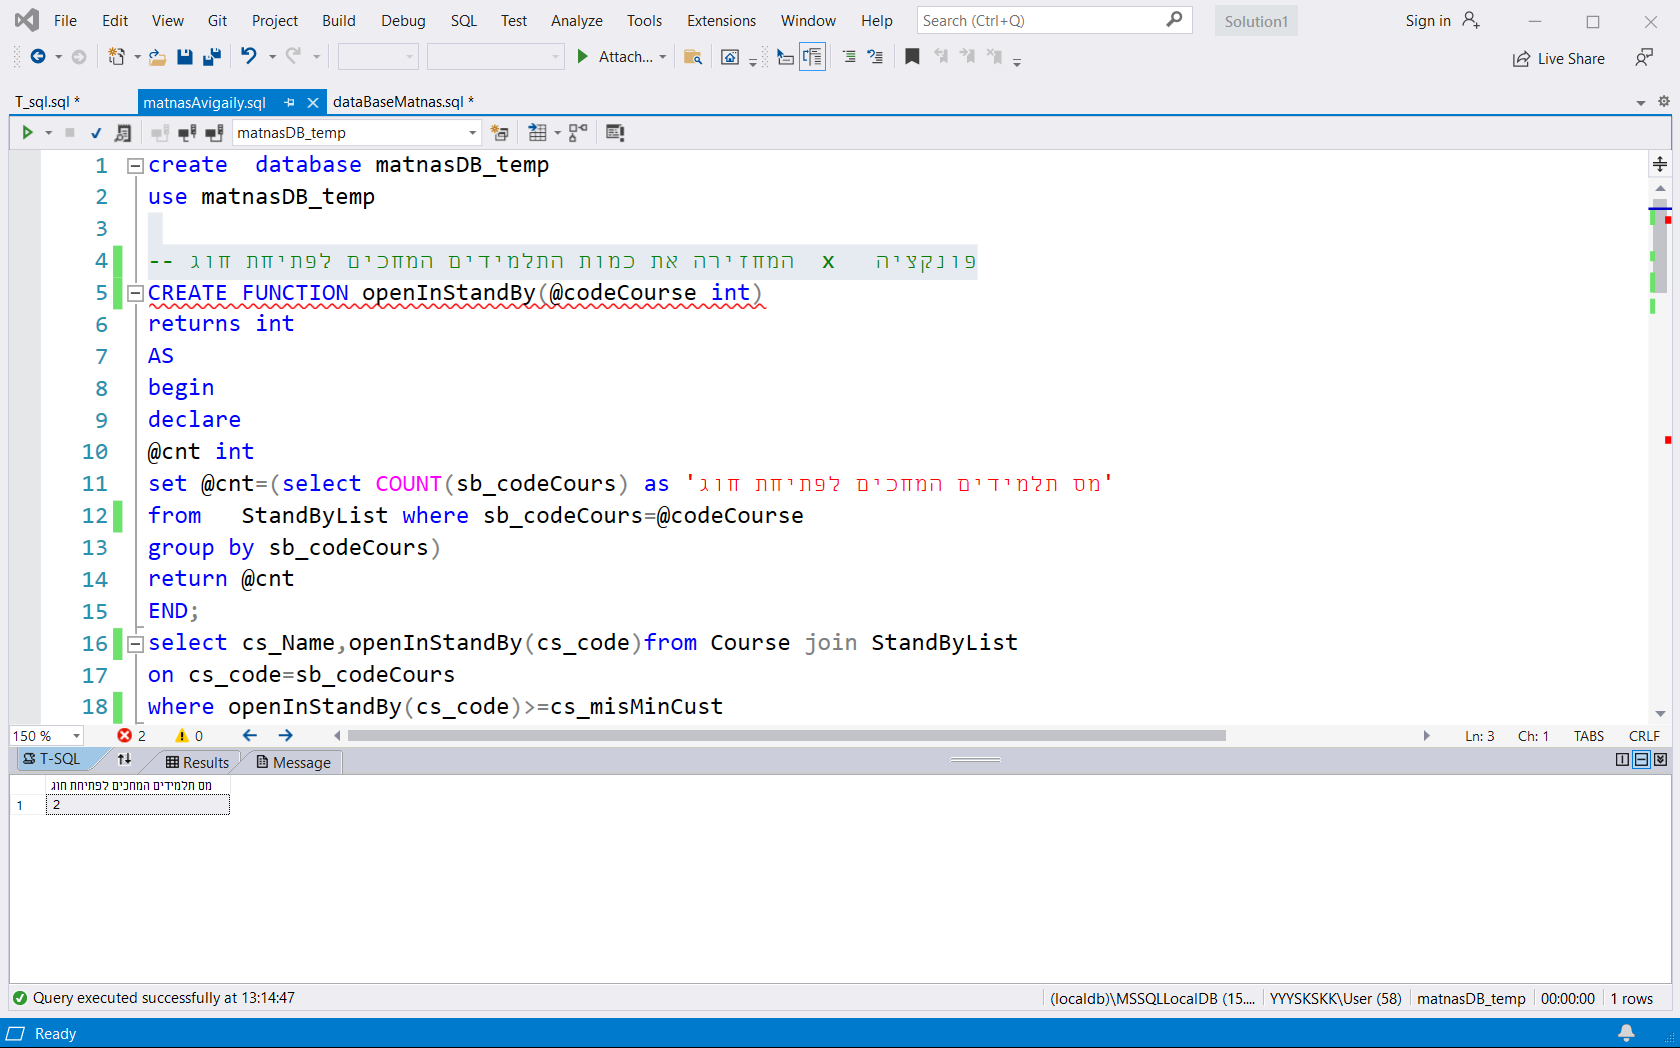 File Edit View Git Project Build Debug SQL Test Analyze Tools Extensions Window Help Search (Ctrl+Q) Solution1 Sign in
Attach... Live Share
T_sql.sql * matnasAvigaily.sql dataBaseMatnas.sql *
matnasDB_temp
1 create  database matnasDB_temp
2 use matnasDB_temp
3
4 -- פונקציה   x  המחזירה את כמות התלמידים המחכים לפתיחת חוג
5 CREATE FUNCTION openInStandBy(@codeCourse int)
6 returns int
7 AS
8 begin
9 declare
10 @cnt int
11 set @cnt=(select COUNT(sb_codeCours) as 'מס תלמידים המחכים לפתיחת חוג'
12 from   StandByList where sb_codeCours=@codeCourse
13 group by sb_codeCours)
14 return @cnt
15 END;
16 select cs_Name,openInStandBy(cs_code)from Course join StandByList
17 on cs_code=sb_codeCours
18 where openInStandBy(cs_code)>=cs_misMinCust
150 % 2 0 Ln: 3 Ch: 1 TABS CRLF
T-SQL Results Message
מס תלמידים המחכים לפתיחת חוג
1 2
Query executed successfully at 13:14:47 (localdb)\MSSQLLocalDB (15.... YYYSKSKK\User (58) matnasDB_temp 00:00:00 1 rows
Ready